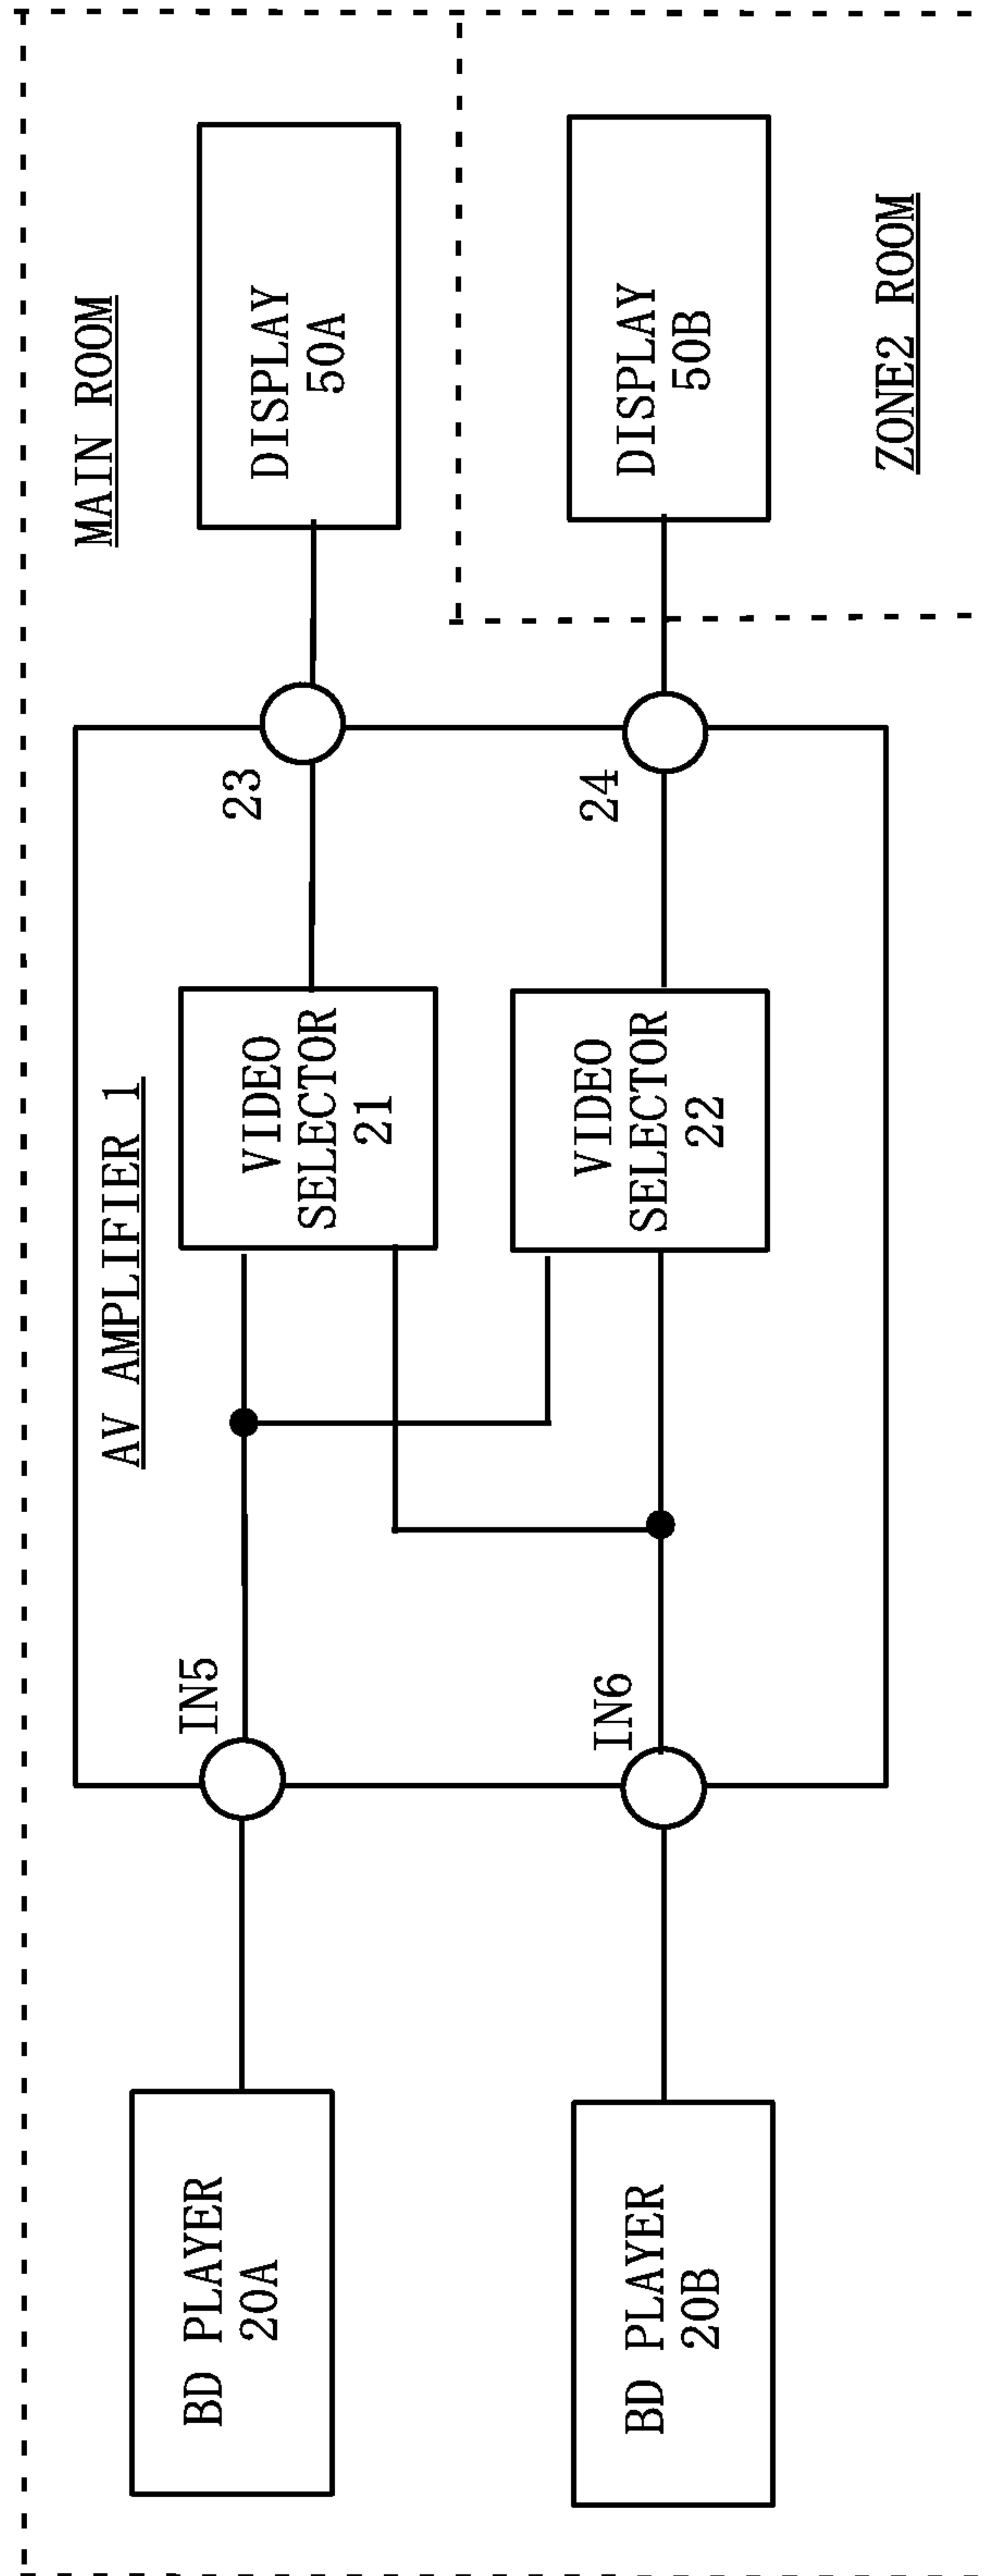 MAIN ROOM
AV AMPLIFIER 1
BD PLAYER
20A
IN5
VIDEO
SELECTOR
21
23
DISPLAY
50A
BD PLAYER
20B
IN6
VIDEO
SELECTOR
22
24
DISPLAY
50B
ZONE2 ROOM